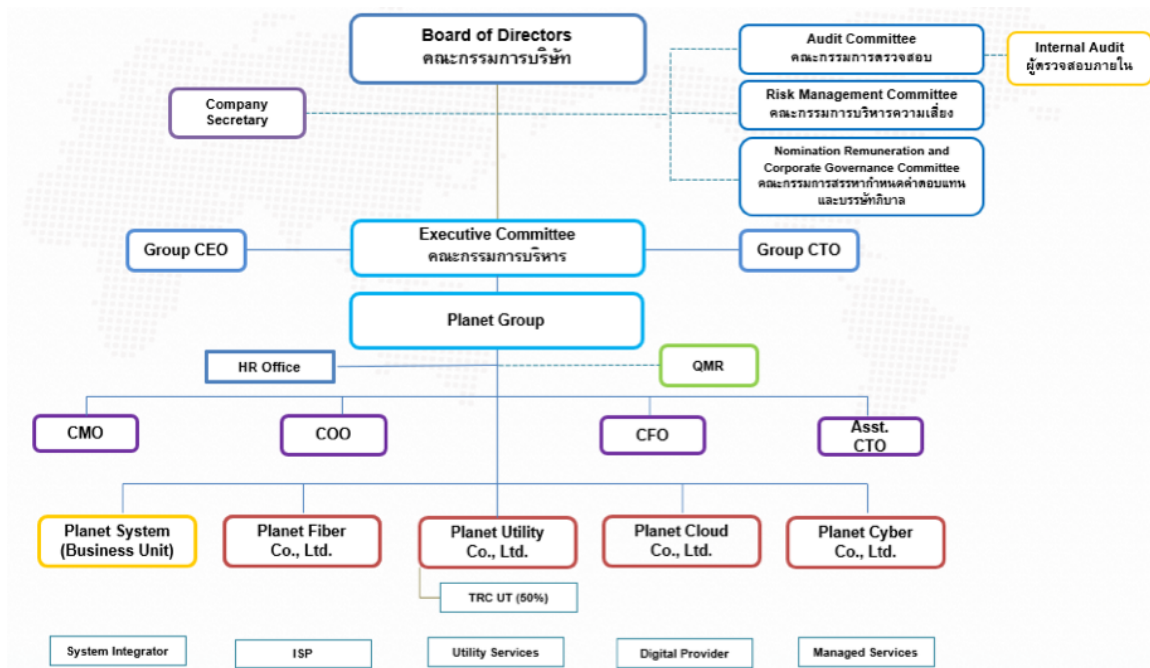 Board of Directors
คณะกรรมการบริษัท
Audit Committee
คณะกรรมการตรวจสอบ
Internal Audit
ผู้ตรวจสอบภายใน
Company
Secretary
Risk Management Committee
คณะกรรมการบริหารความเสี่ยง
Nomination Remuneration and
Corporate Governance Committee
คณะกรรมการสรรหากำหนดค่าตอบแทน
และบรรษัทภิบาล
Group CEO
Executive Committee
คณะกรรมการบริหาร
Group CTO
Planet Group
HR Office
QMR
CMO
COO
CFO
Asst.
CTO
Planet System
(Business Unit)
Planet Fiber
Co., Ltd.
Planet Utility
Co., Ltd.
Planet Cloud
Co., Ltd.
Planet Cyber
Co., Ltd.
TRC UT (50%)
System Integrator
ISP
Utility Services
Digital Provider
Managed Services